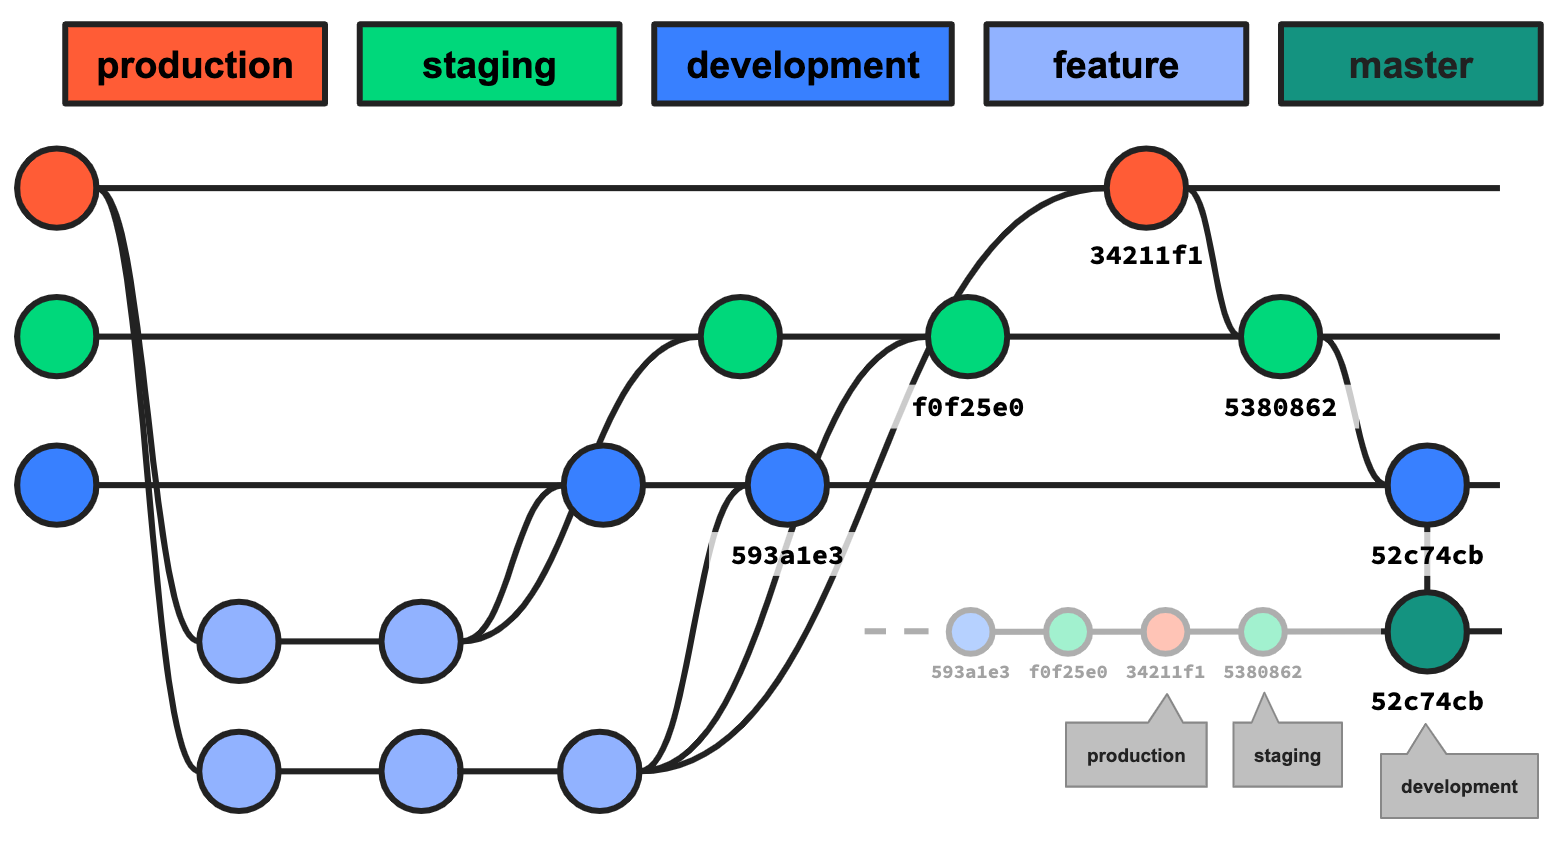 production
staging
development
feature
master
34211f1
f0f25e0
5380862
593a1e3
52c74cb
593a1e3
f0f25e0
34211f1
5380862
52c74cb
production
staging
development